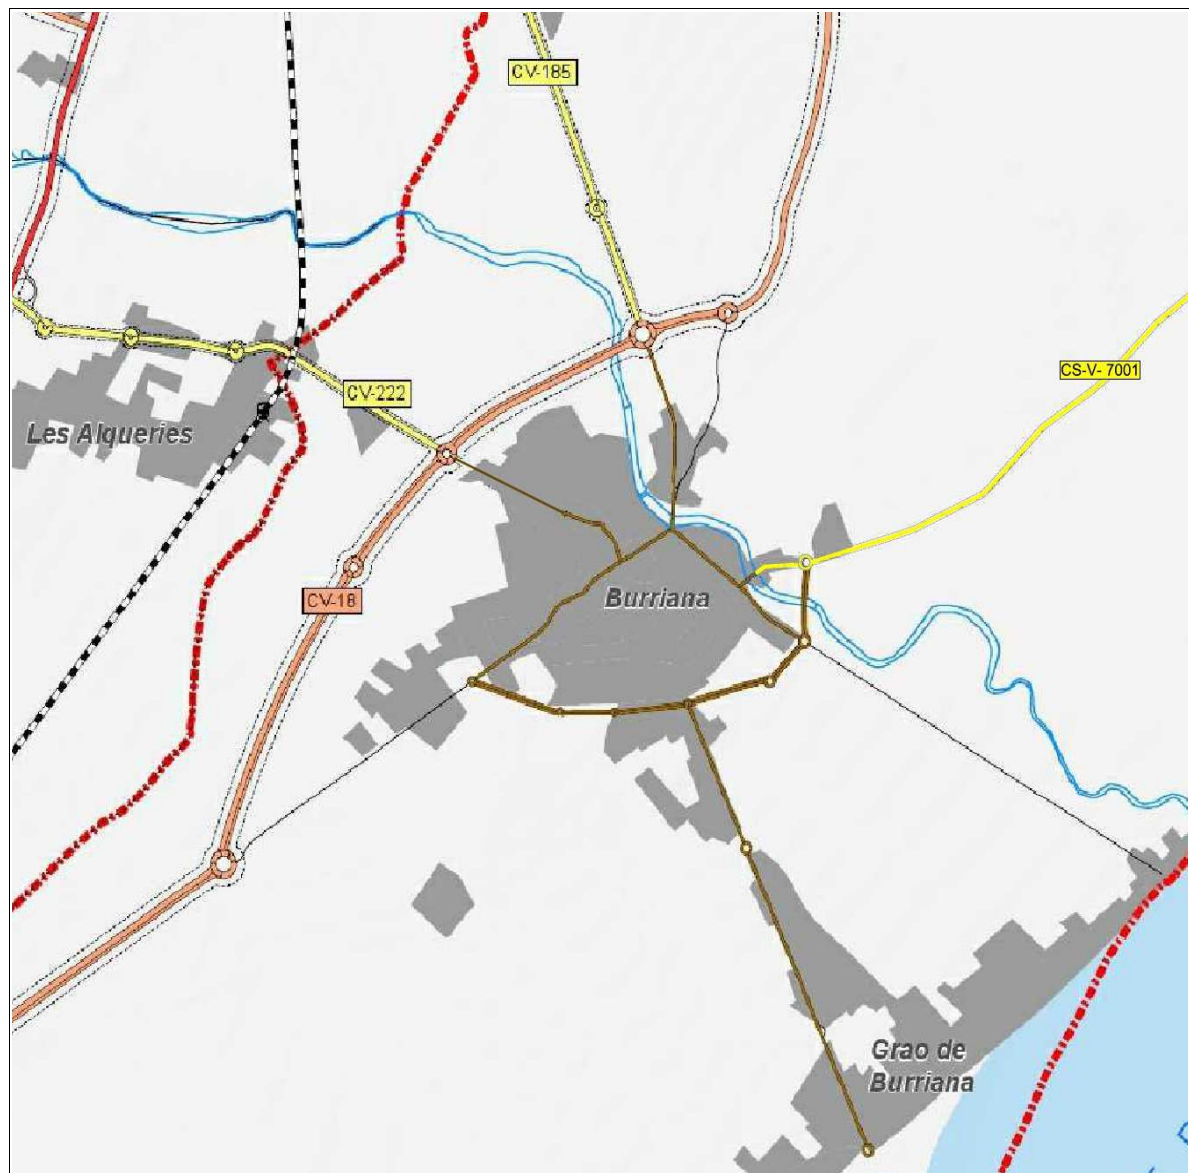 CV-185
CS-V- 7001
CV-222
Les Alqueries
CV-18
Burriana
Grao de
Burriana